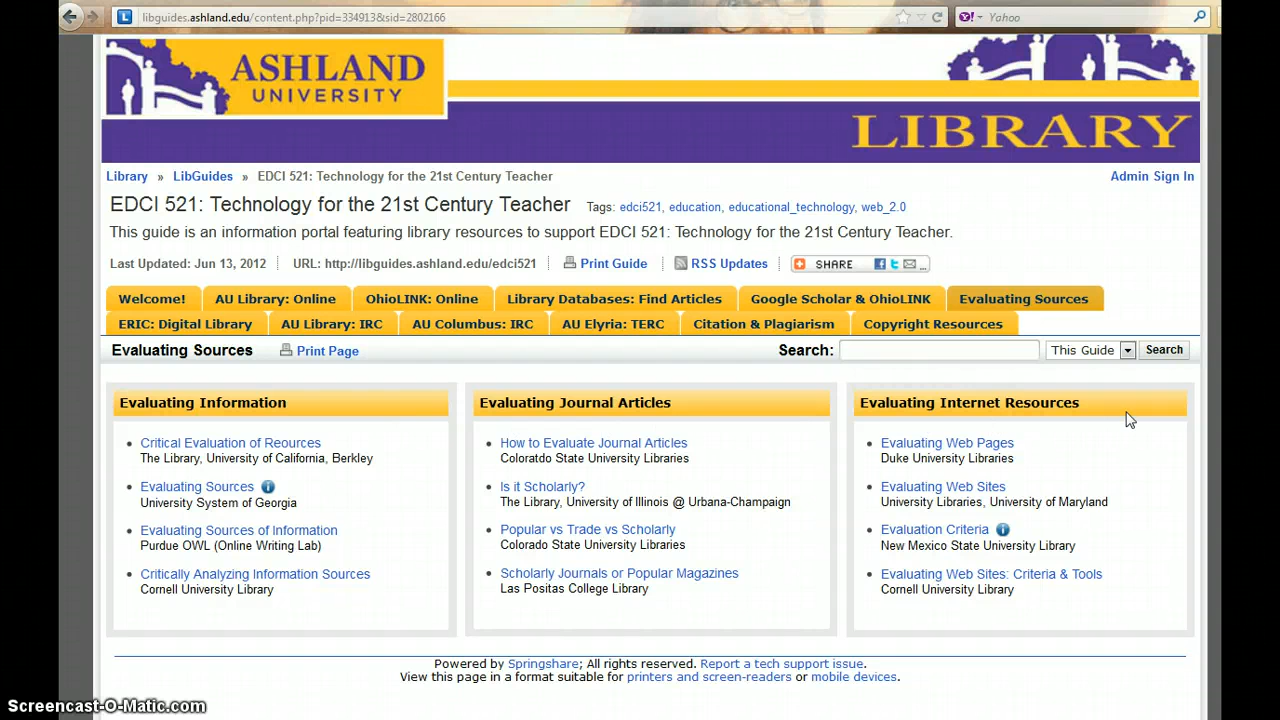 libguides.ashland.edu/content.php?pid=334913&sid=2802166
Yahoo
ASHLAND
UNIVERSITY
LIBRARY
Library » LibGuides » EDCI 521: Technology for the 21st Century Teacher
Admin Sign In
EDCI 521: Technology for the 21st Century Teacher Tags: edci521, education, educational_technology, web_2.0
This guide is an information portal featuring library resources to support EDCI 521: Technology for the 21st Century Teacher.
Last Updated: Jun 13, 2012 URL: http://libguides.ashland.edu/edci521 Print Guide RSS Updates SHARE
Welcome! AU Library: Online OhioLINK: Online Library Databases: Find Articles Google Scholar & OhioLINK Evaluating Sources
ERIC: Digital Library AU Library: IRC AU Columbus: IRC AU Elyria: TERC Citation & Plagiarism Copyright Resources
Evaluating Sources Print Page Search: This Guide Search
Evaluating Information
• Critical Evaluation of Reources
The Library, University of California, Berkley
• Evaluating Sources
University System of Georgia
• Evaluating Sources of Information
Purdue OWL (Online Writing Lab)
• Critically Analyzing Information Sources
Cornell University Library
Evaluating Journal Articles
• How to Evaluate Journal Articles
Coloratdo State University Libraries
• Is it Scholarly?
The Library, University of Illinois @ Urbana-Champaign
• Popular vs Trade vs Scholarly
Colorado State University Libraries
• Scholarly Journals or Popular Magazines
Las Positas College Library
Evaluating Internet Resources
• Evaluating Web Pages
Duke University Libraries
• Evaluating Web Sites
University Libraries, University of Maryland
• Evaluation Criteria
New Mexico State University Library
• Evaluating Web Sites: Criteria & Tools
Cornell University Library
Powered by Springshare; All rights reserved. Report a tech support issue.
View this page in a format suitable for printers and screen-readers or mobile devices.
Screencast-O-Matic.com